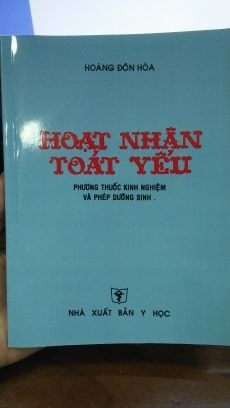 HOÀNG ĐÔN HÒA
HOẠT NHÂN
TOÁT YẾU
PHƯƠNG THUỐC KINH NGHIỆM
VÀ PHÉP DƯỠNG SINH .
NHÀ XUẤT BẢN Y HỌC